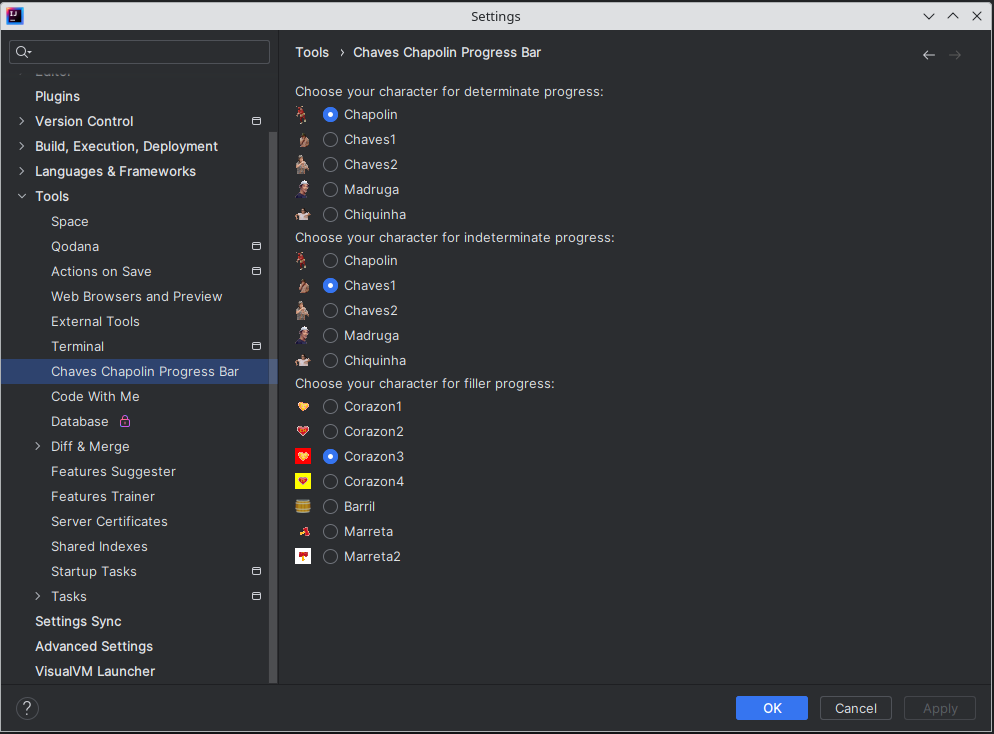 Settings
Tools › Chaves Chapolin Progress Bar
Plugins
Version Control
Build, Execution, Deployment
Languages & Frameworks
Tools
Space
Qodana
Actions on Save
Web Browsers and Preview
External Tools
Terminal
Chaves Chapolin Progress Bar
Code With Me
Database
Diff & Merge
Features Suggester
Features Trainer
Server Certificates
Shared Indexes
Startup Tasks
Tasks
Settings Sync
Advanced Settings
VisualVM Launcher
Choose your character for determinate progress:
Chapolin
Chaves1
Chaves2
Madruga
Chiquinha
Choose your character for indeterminate progress:
Chapolin
Chaves1
Chaves2
Madruga
Chiquinha
Choose your character for filler progress:
Corazon1
Corazon2
Corazon3
Corazon4
Barril
Marreta
Marreta2
?
OK
Cancel
Apply